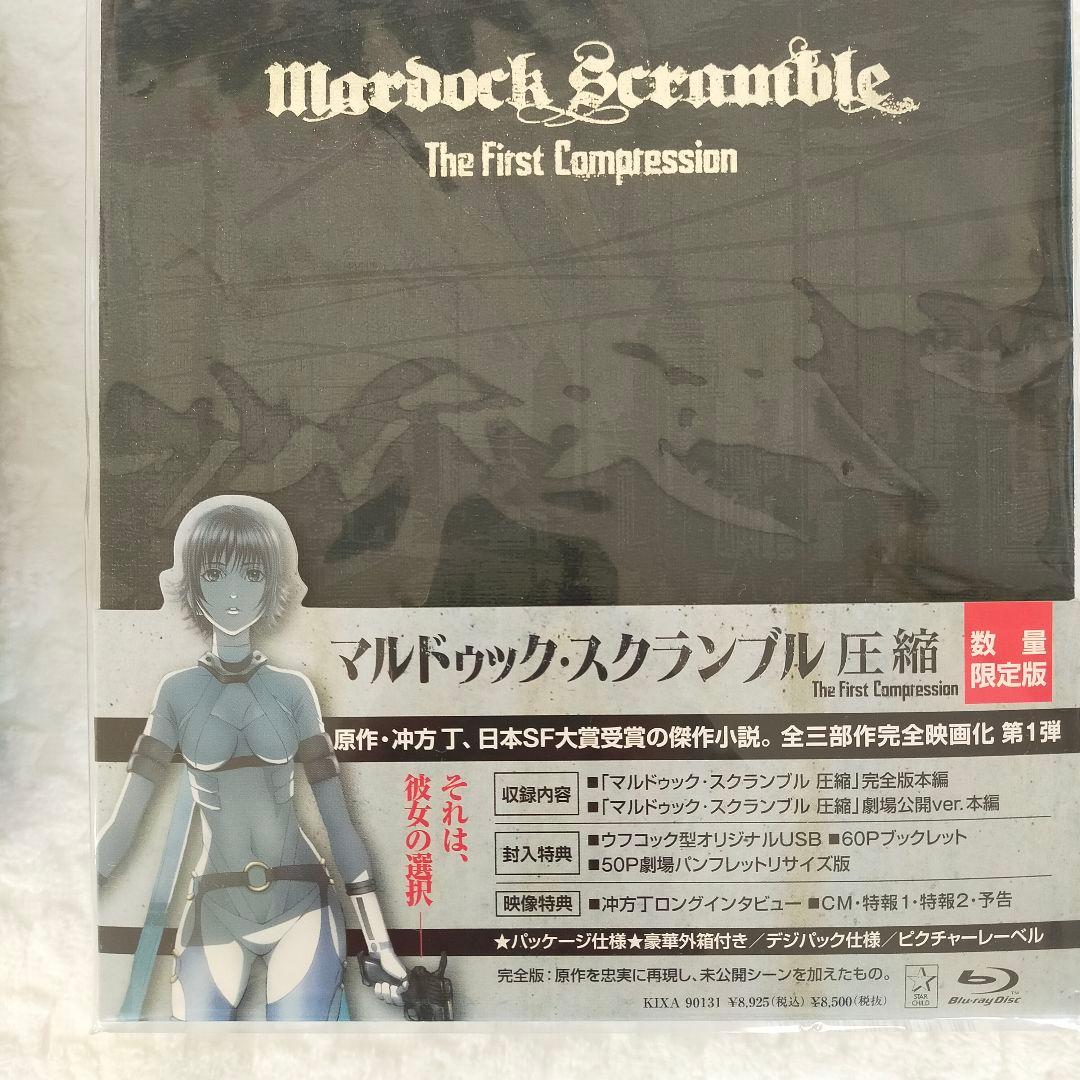 Mardock Scramble
The First Compression
マルドゥック・スクランブル 圧縮
The First Compression
数量
限定版
原作・冲方 丁、日本SF大賞受賞の傑作小説。全三部作完全映画化 第1弾
それは、
彼女の選択――
収録内容
■「マルドゥック・スクランブル 圧縮」完全版本編
■「マルドゥック・スクランブル 圧縮」劇場公開ver.本編
封入特典
■ウフコック型オリジナルUSB ■60Pブックレット
■50P劇場パンフレットリサイズ版
映像特典
■冲方丁ロングインタビュー ■CM・特報1・特報2・予告
★パッケージ仕様★豪華外箱付き／デジパック仕様／ピクチャーレーベル
完全版：原作を忠実に再現し、未公開シーンを加えたもの。
KIXA 90131 ¥8,925(税込) ¥8,500(税抜)
STAR
CHILD
Blu-ray Disc